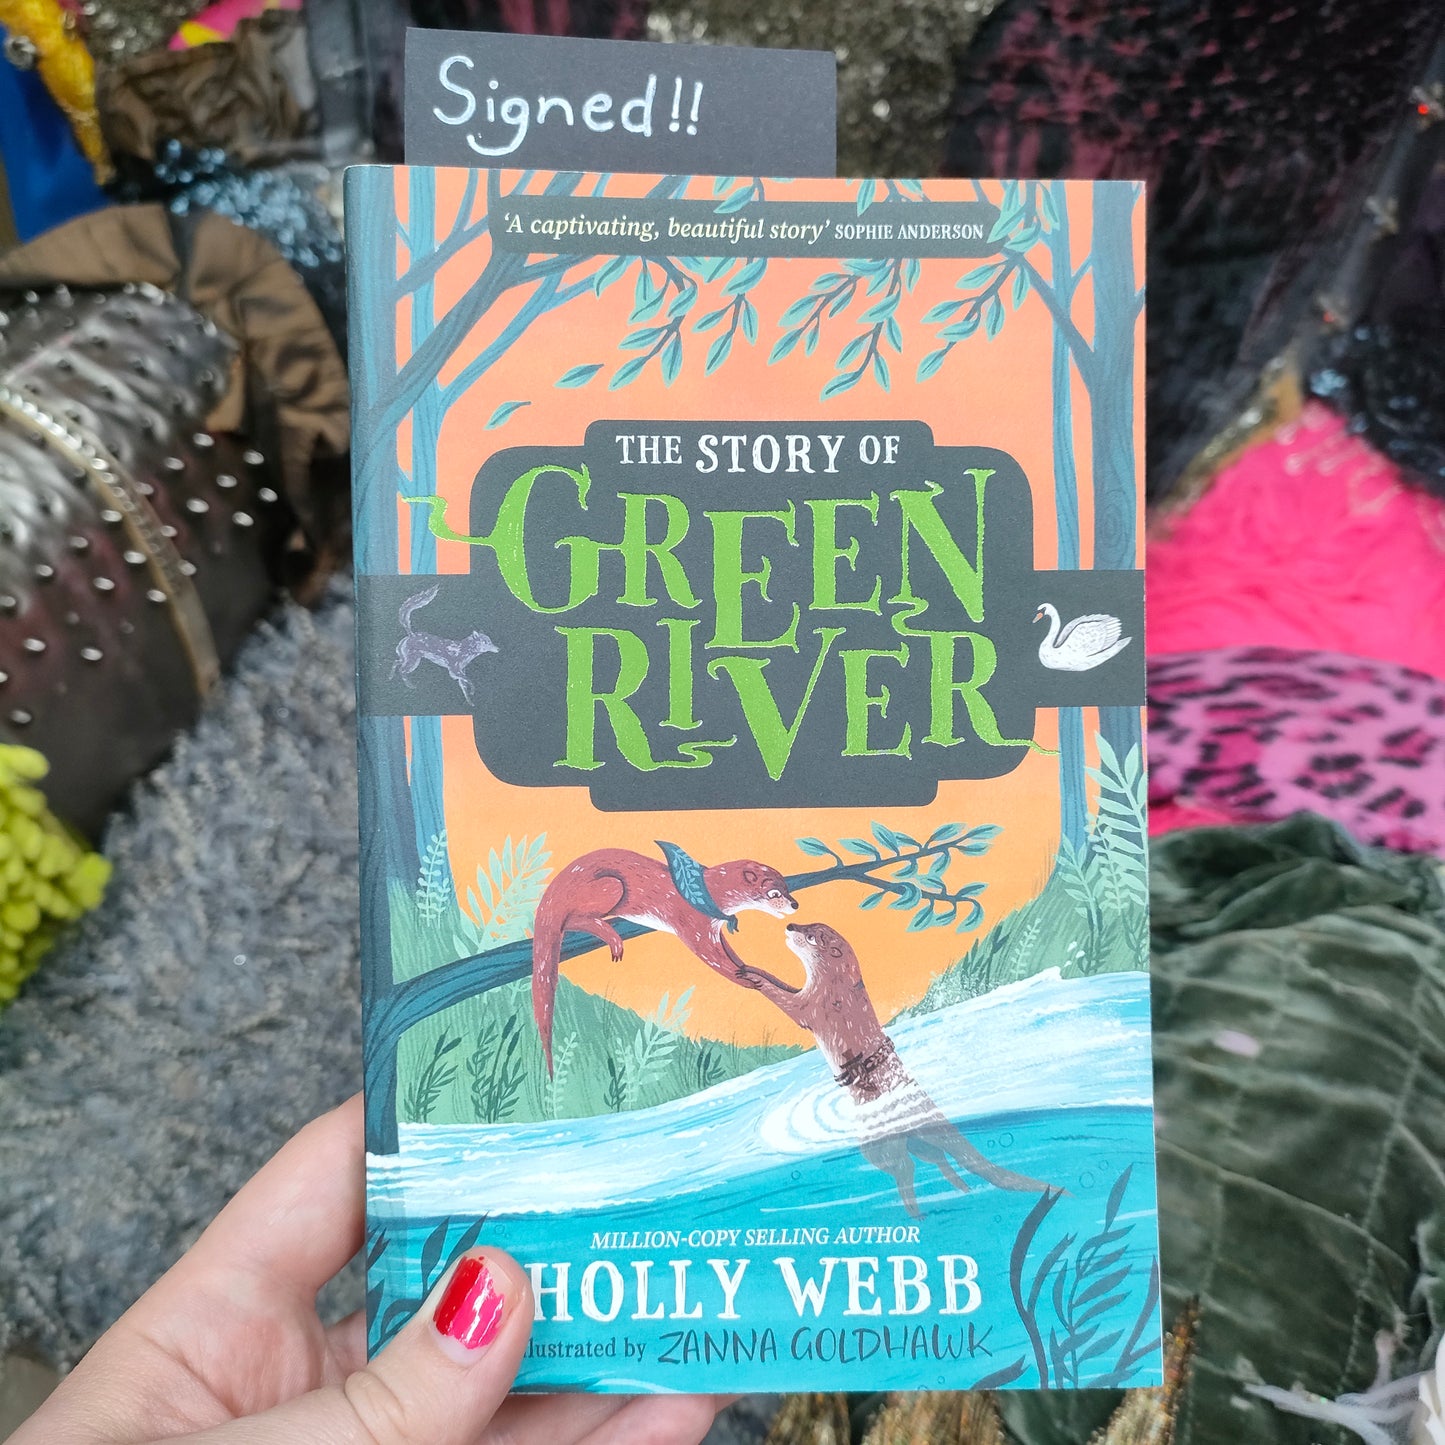 Signed!!
‘A captivating, beautiful story’ SOPHIE ANDERSON
THE STORY OF
GREEN
RIVER
MILLION-COPY SELLING AUTHOR
HOLLY WEBB
llustrated by ZANNA GOLDHAWK